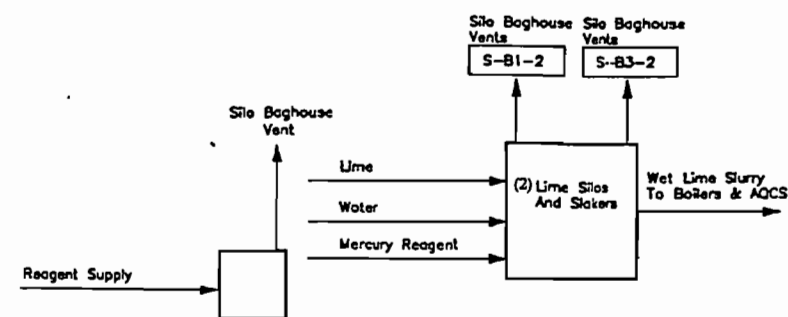 Silo Baghouse
Vents
Silo Baghouse
Vents
S-B1-2
S-B3-2
Silo Baghouse
Vent
Lime
Water
Mercury Reagent
(2) Lime Silos
And Slakers
Wet Lime Slurry
To Boilers & AQCS
Reagent Supply